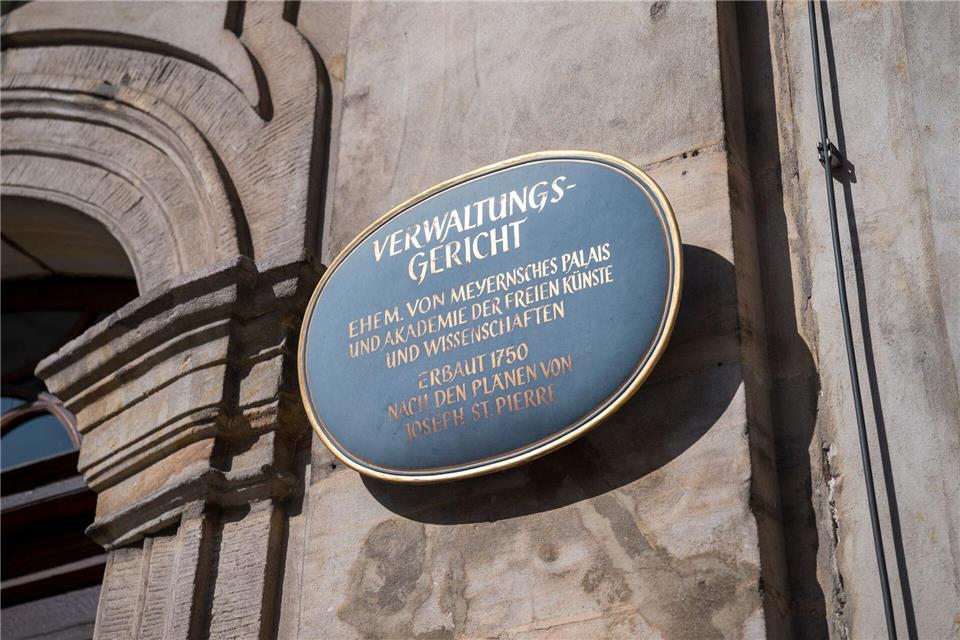 VERWALTUNGS-
GERICHT
EHEM. VON MEYERNSCHES PALAIS
UND AKADEMIE DER FREIEN KÜNSTE
UND WISSENSCHAFTEN
ERBAUT 1750
NACH DEN PLÄNEN VON
JOSEPH ST. PIERRE